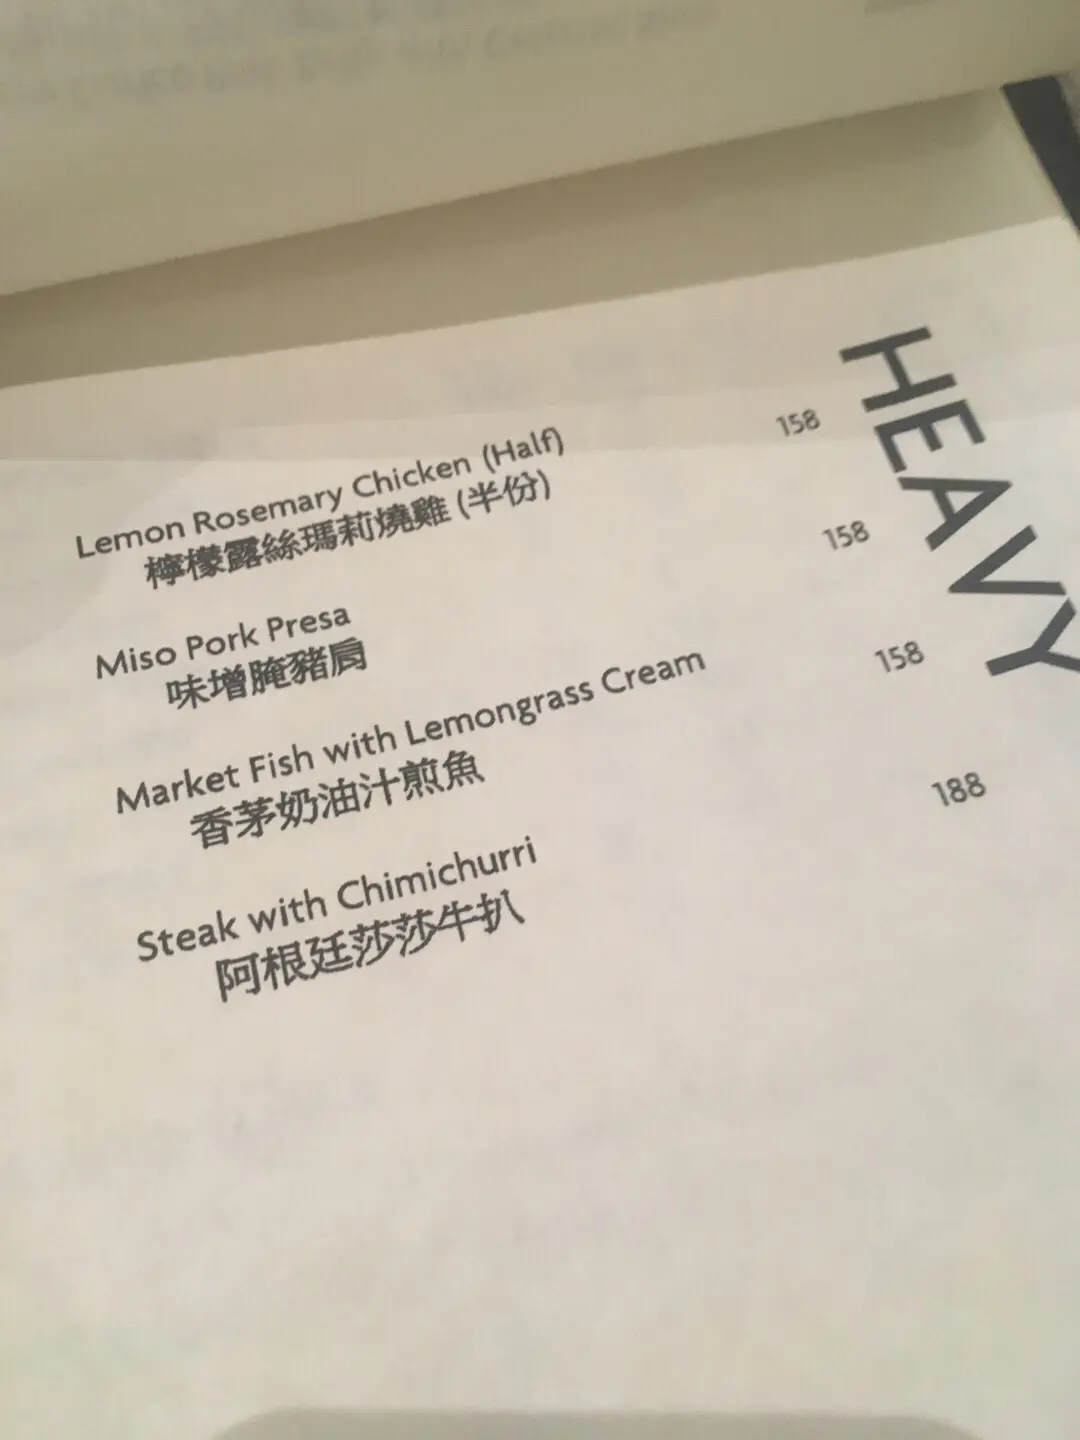 HEAVY
Lemon Rosemary Chicken (Half) 158
檸檬露絲瑪莉燒雞 (半份)
Miso Pork Presa 158
味增腌豬肩
Market Fish with Lemongrass Cream 158
香茅奶油汁煎魚
Steak with Chimichurri 188
阿根廷莎莎牛扒